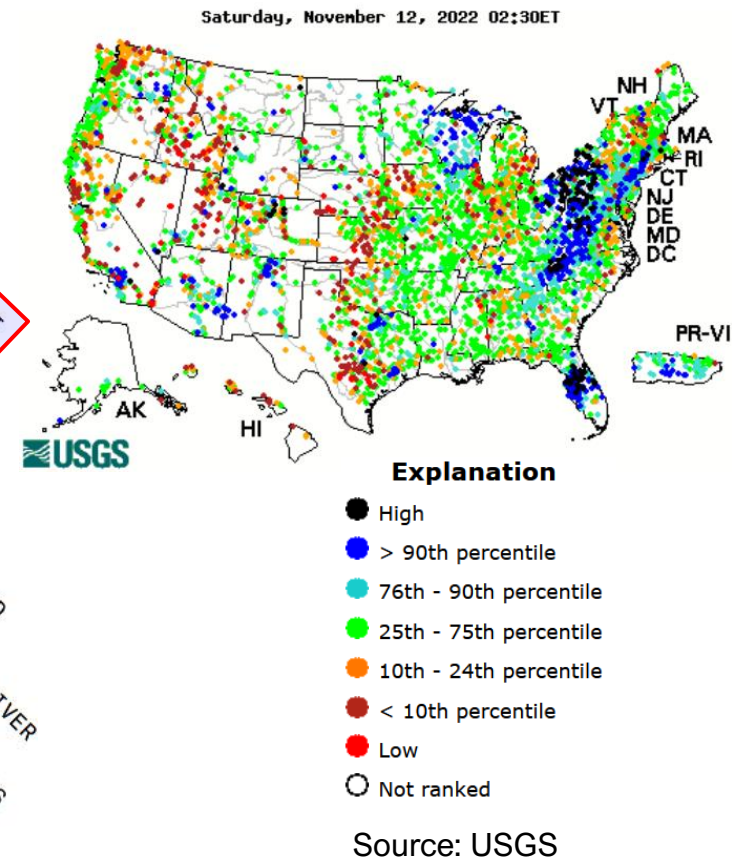 Saturday, November 12, 2022 02:30ET
NH
VT
MA
RI
CT
NJ
DE
MD
DC
PR-VI
AK
HI
USGS
Explanation
High
> 90th percentile
76th - 90th percentile
25th - 75th percentile
10th - 24th percentile
< 10th percentile
Low
Not ranked
Source: USGS